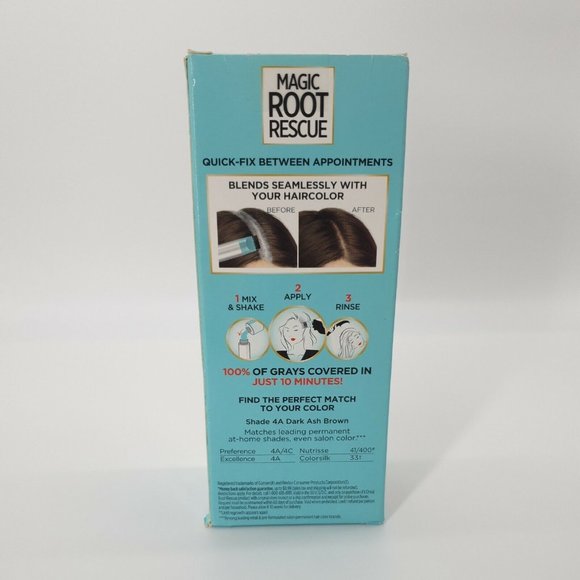 MAGIC
ROOT
RESCUE
QUICK-FIX BETWEEN APPOINTMENTS
BLENDS SEAMLESSLY WITH
YOUR HAIRCOLOR
BEFORE AFTER
1 MIX
& SHAKE
2
APPLY
3
RINSE
100% OF GRAYS COVERED IN
JUST 10 MINUTES!
FIND THE PERFECT MATCH
TO YOUR COLOR
Shade 4A Dark Ash Brown
Matches leading permanent
at-home shades, even salon color.***
Preference 4A/4C Nutrisse 41/400*
Excellence 4A Colorsilk 331